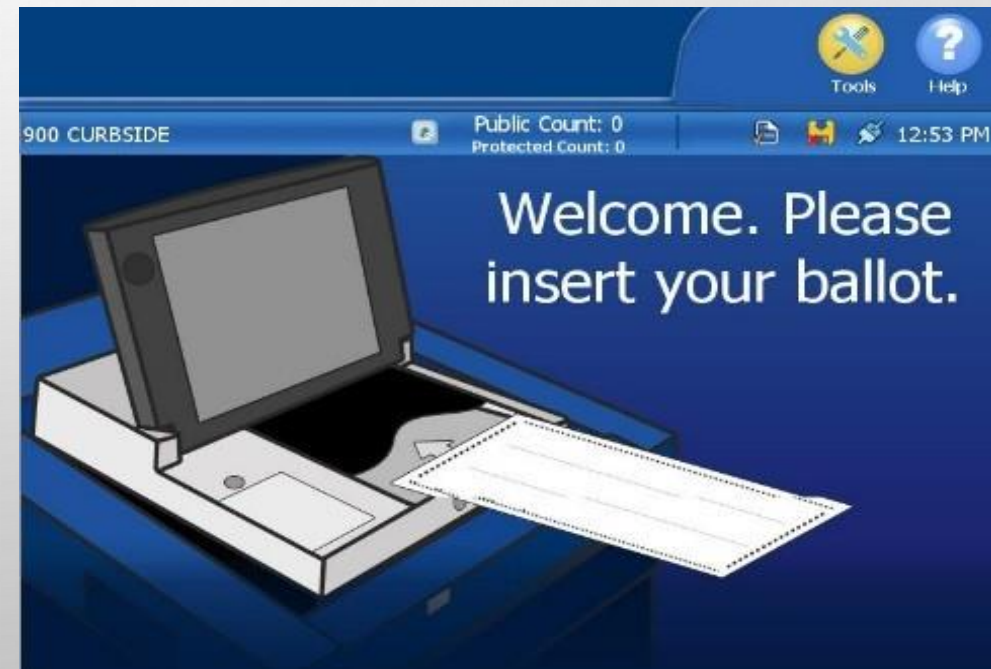 Tools
Help
900 CURBSIDE
Public Count: 0
Protected Count: 0
12:53 PM
Welcome. Please
insert your ballot.